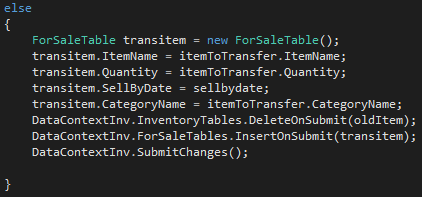 else
{
ForSaleTable transitem = new ForSaleTable();
transitem.ItemName = itemToTransfer.ItemName;
transitem.Quantity = itemToTransfer.Quantity;
transitem.SellByDate = sellbydate;
transitem.CategoryName = itemToTransfer.CategoryName;
DataContextInv.InventoryTables.DeleteOnSubmit(oldItem);
DataContextInv.ForSaleTables.InsertOnSubmit(transitem);
DataContextInv.SubmitChanges();
}